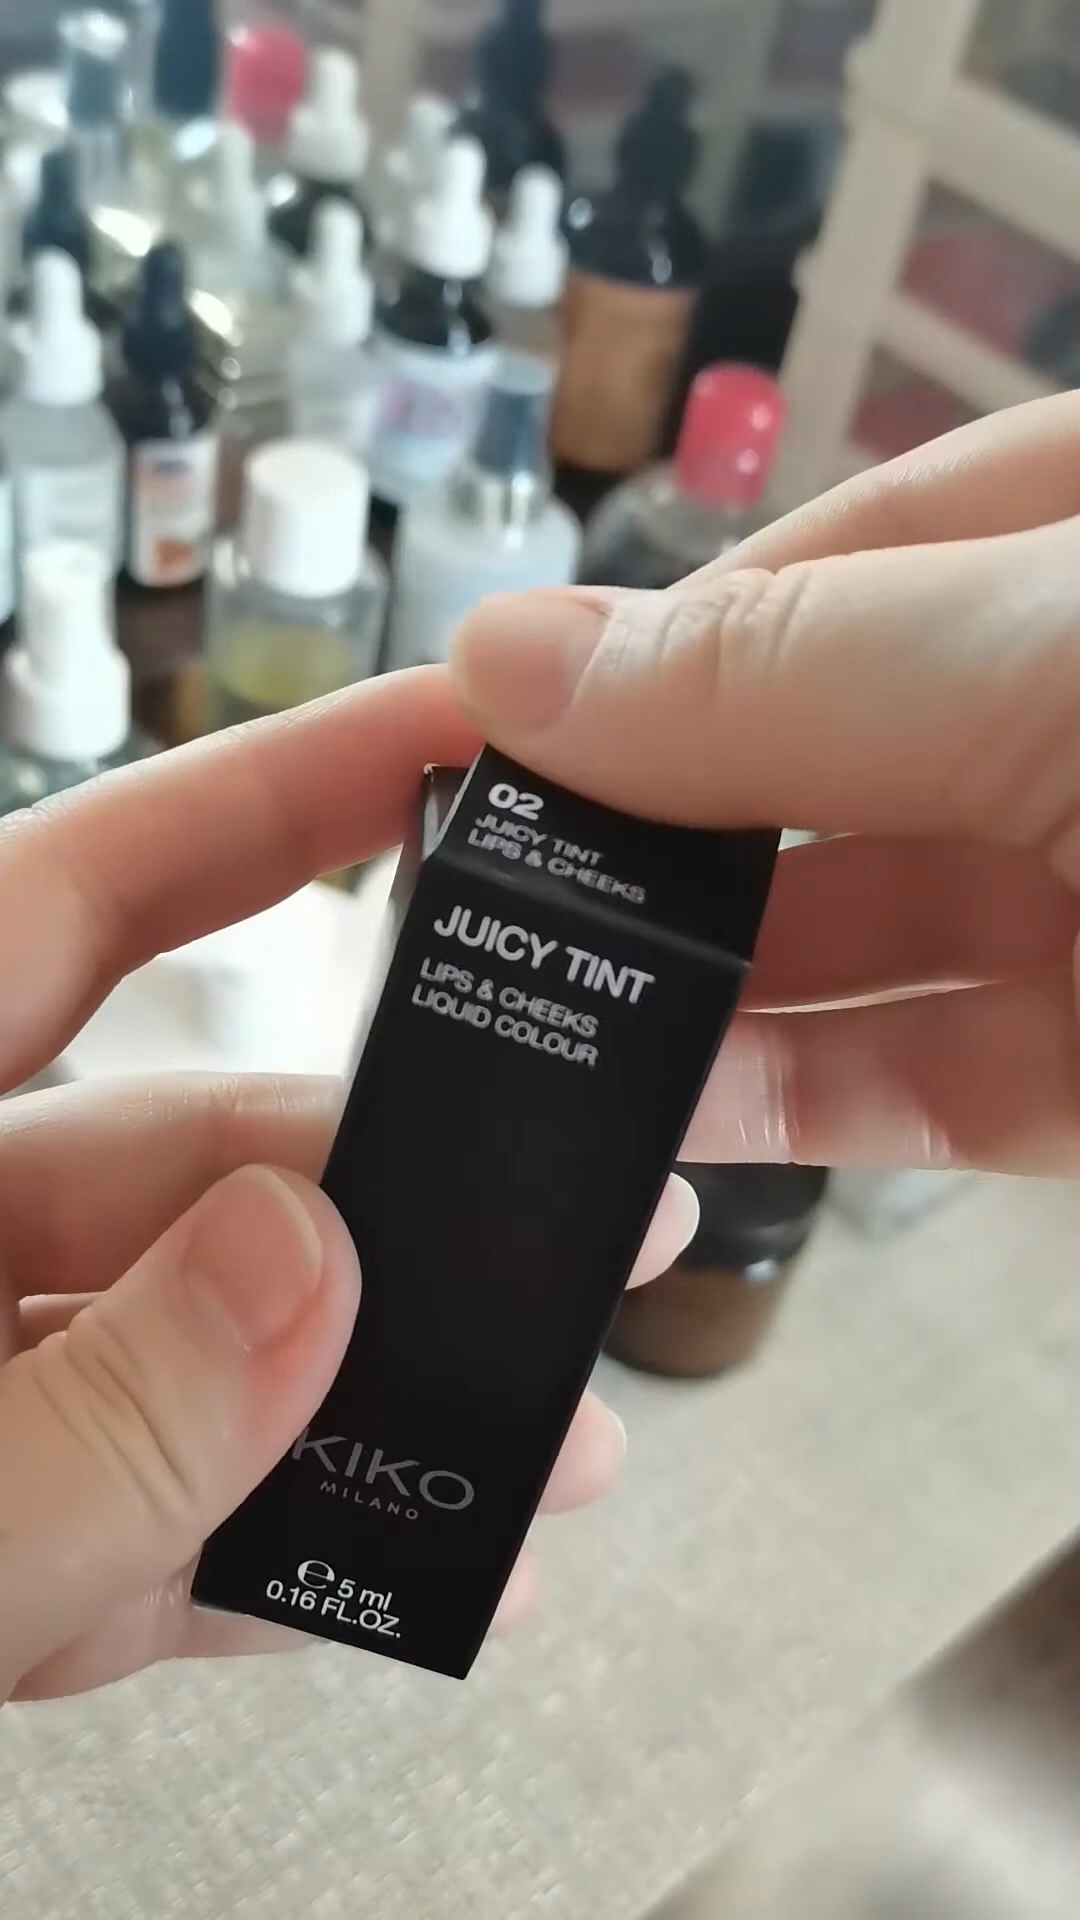 02
JUICY TINT
LIPS & CHEEKS
JUICY TINT
LIPS & CHEEKS
LIQUID COLOUR
KIKO
MILANO
℮ 5 ml
0.16 FL.OZ.